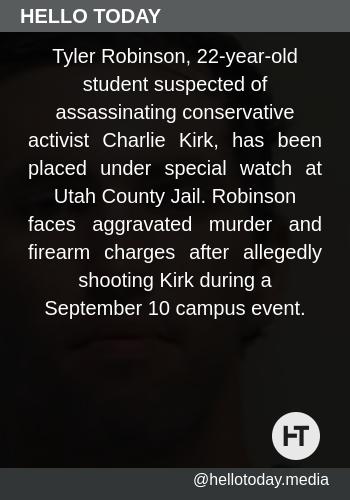 HELLO TODAY
Tyler Robinson, 22-year-old
student suspected of
assassinating conservative
activist Charlie Kirk, has been
placed under special watch at
Utah County Jail. Robinson
faces aggravated murder and
firearm charges after allegedly
shooting Kirk during a
September 10 campus event.
HT
@hellotoday.media